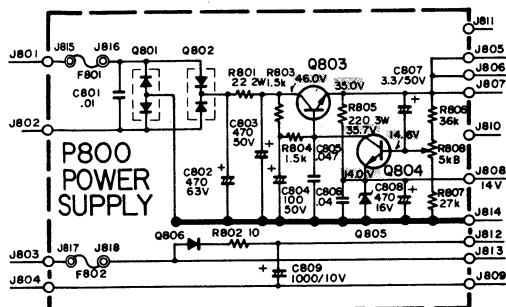 J811
J801
J815
J816
Q801
Q802
Q803
C807
3.3/50V
J805
J806
J807
F801
R801
22 2W
R803
1.5k
46.0V
35.0V
C801
.01
R805
220 3W
35.7V
14.6V
R806
36k
J810
J802
C803
470
50V
R804
1.5k
C805
.047
Q804
R808
5kB
P800
POWER
SUPPLY
C802
470
63V
C804
100
50V
C806
.04
14.0V
C808
470
16V
R807
27k
J808
14V
J814
Q806
R802 10
Q805
J812
J803
J817
J818
J813
F802
J804
C809
1000/10V
J809
+
+
+
+
+
+